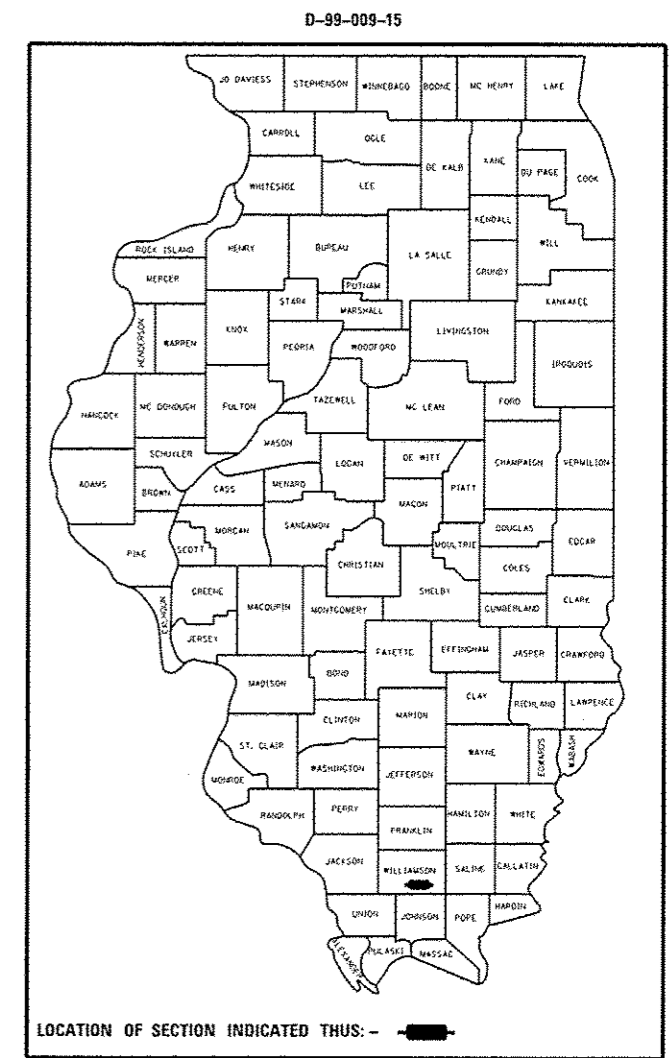 D-99-009-15
JO DAVIESS STEPHENSON WINNEBAGO BOONE MC HENRY LAKE
CARROLL OGLE DE KALB KANE DU PAGE COOK
WHITESIDE LEE KENDALL WILL
ROCK ISLAND HENRY BUREAU LA SALLE GRUNDY
MERCER PUTNAM KANKAKEE
HENDERSON WARREN KNOX STARK MARSHALL LIVINGSTON
PEORIA WOODFORD IROQUOIS
HANCOCK MC DONOUGH FULTON TAZEWELL MC LEAN FORD
SCHUYLER MASON LOGAN DE WITT CHAMPAIGN VERMILION
ADAMS BROWN CASS MENARD MACON PIATT
PIKE SCOTT MORGAN SANGAMON CHRISTIAN MOULTRIE DOUGLAS EDGAR
COLES
CALHOUN GREENE MACOUPIN MONTGOMERY SHELBY CUMBERLAND CLARK
JERSEY FAYETTE EFFINGHAM JASPER CRAWFORD
MADISON BOND
CLINTON MARION CLAY RICHLAND LAWRENCE
ST. CLAIR WASHINGTON JEFFERSON WAYNE EDWARDS WABASH
MONROE
RANDOLPH PERRY FRANKLIN HAMILTON WHITE
JACKSON WILLIAMSON SALINE GALLATIN
UNION JOHNSON POPE HARDIN
ALEXANDER PULASKI MASSAC
LOCATION OF SECTION INDICATED THUS: -